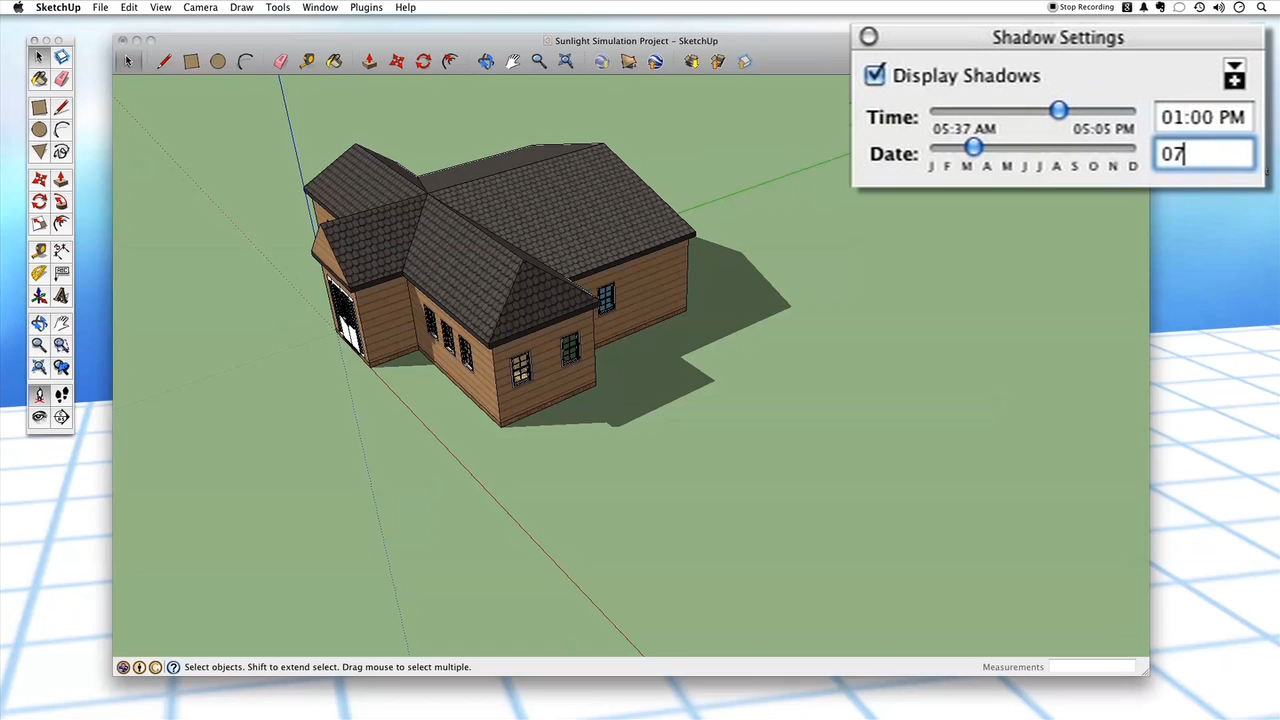 SketchUp File Edit View Camera Draw Tools Window Plugins Help Stop Recording
Sunlight Simulation Project - SketchUp
Shadow Settings
Display Shadows
Time: 01:00 PM
05:37 AM 05:05 PM
Date: 07
J F M A M J J A S O N D
Select objects. Shift to extend select. Drag mouse to select multiple. Measurements